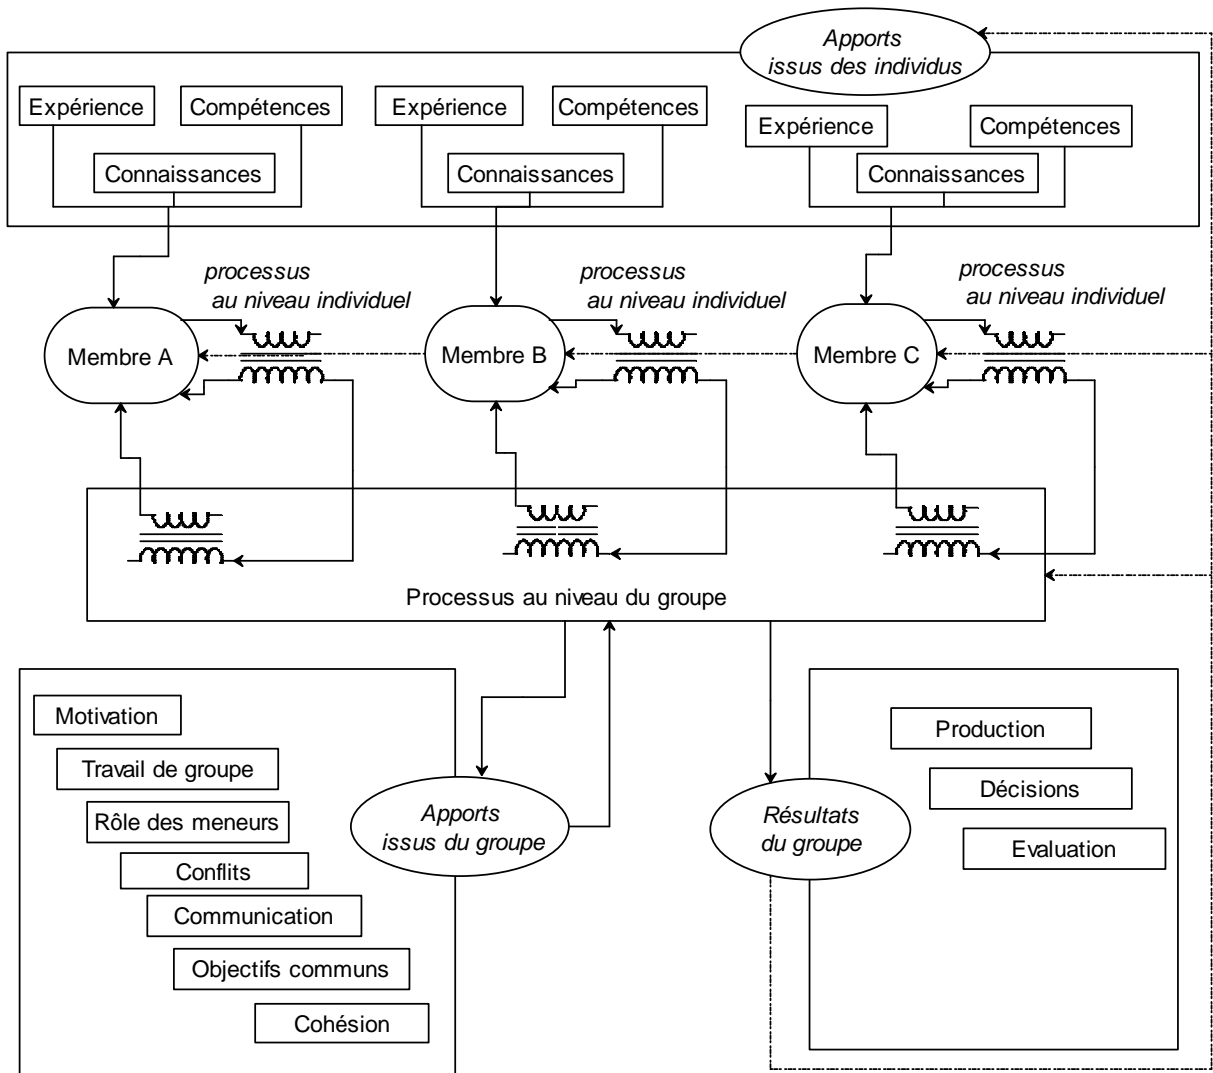 Apports
issus des individus
Expérience
Compétences
Connaissances
Expérience
Compétences
Connaissances
Expérience
Compétences
Connaissances
processus
au niveau individuel
processus
au niveau individuel
processus
au niveau individuel
Membre A
Membre B
Membre C
Processus au niveau du groupe
Motivation
Travail de groupe
Rôle des meneurs
Conflits
Communication
Objectifs communs
Cohésion
Apports
issus du groupe
Résultats
du groupe
Production
Décisions
Evaluation